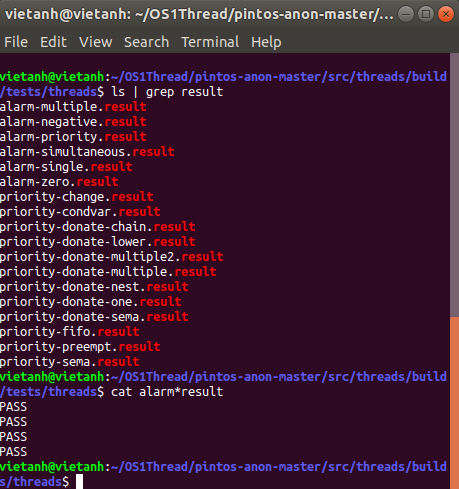 vietanh@vietanh: ~/OS1Thread/pintos-anon-master/...
File Edit View Search Terminal Help
vietanh@vietanh:~/OS1Thread/pintos-anon-master/src/threads/build
/tests/threads$ ls | grep result
alarm-multiple.result
alarm-negative.result
alarm-priority.result
alarm-simultaneous.result
alarm-single.result
alarm-zero.result
priority-change.result
priority-condvar.result
priority-donate-chain.result
priority-donate-lower.result
priority-donate-multiple2.result
priority-donate-multiple.result
priority-donate-nest.result
priority-donate-one.result
priority-donate-sema.result
priority-fifo.result
priority-preempt.result
priority-sema.result
vietanh@vietanh:~/OS1Thread/pintos-anon-master/src/threads/build
/tests/threads$ cat alarm*result
PASS
PASS
PASS
PASS
vietanh@vietanh:~/OS1Thread/pintos-anon-master/src/threads/build
s/threads$